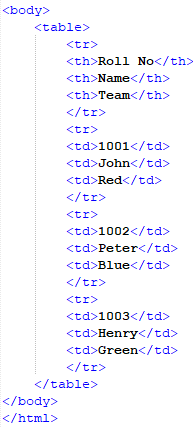 <body>
<table>
<tr>
<th>Roll No</th>
<th>Name</th>
<th>Team</th>
</tr>
<tr>
<td>1001</td>
<td>John</td>
<td>Red</td>
</tr>
<tr>
<td>1002</td>
<td>Peter</td>
<td>Blue</td>
</tr>
<tr>
<td>1003</td>
<td>Henry</td>
<td>Green</td>
</tr>
</table>
</body>
</html>